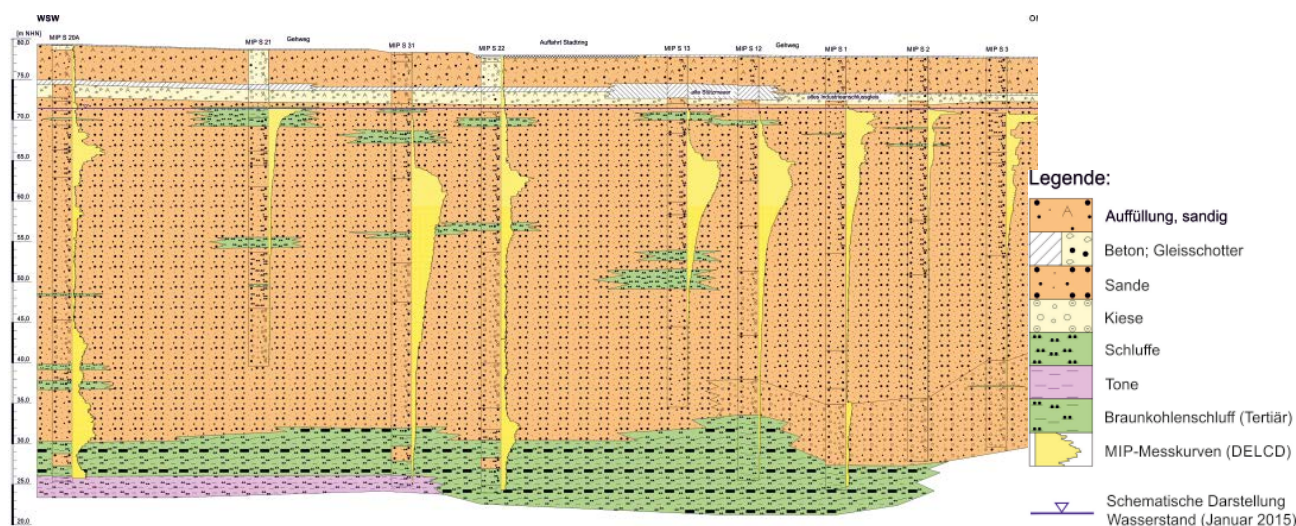 WSW
[m NHN]
MIP S 20A
MIP S 21
Gehweg
MIP S 31
MIP S 22
Auffahrt Stadtring
MIP S 13
MIP S 12
Gehweg
MIP S 1
MIP S 2
MIP S 3
80,0
75,0
70,0
65,0
60,0
55,0
50,0
45,0
40,0
35,0
30,0
25,0
20,0
alte Stützmauer
altes Industrieanschlussgleis
Legende:
Auffüllung, sandig
Beton; Gleisschotter
Sande
Kiese
Schluffe
Tone
Braunkohlenschluff (Tertiär)
MIP-Messkurven (DELCD)
Schematische Darstellung
Wasserstand (Januar 2015)